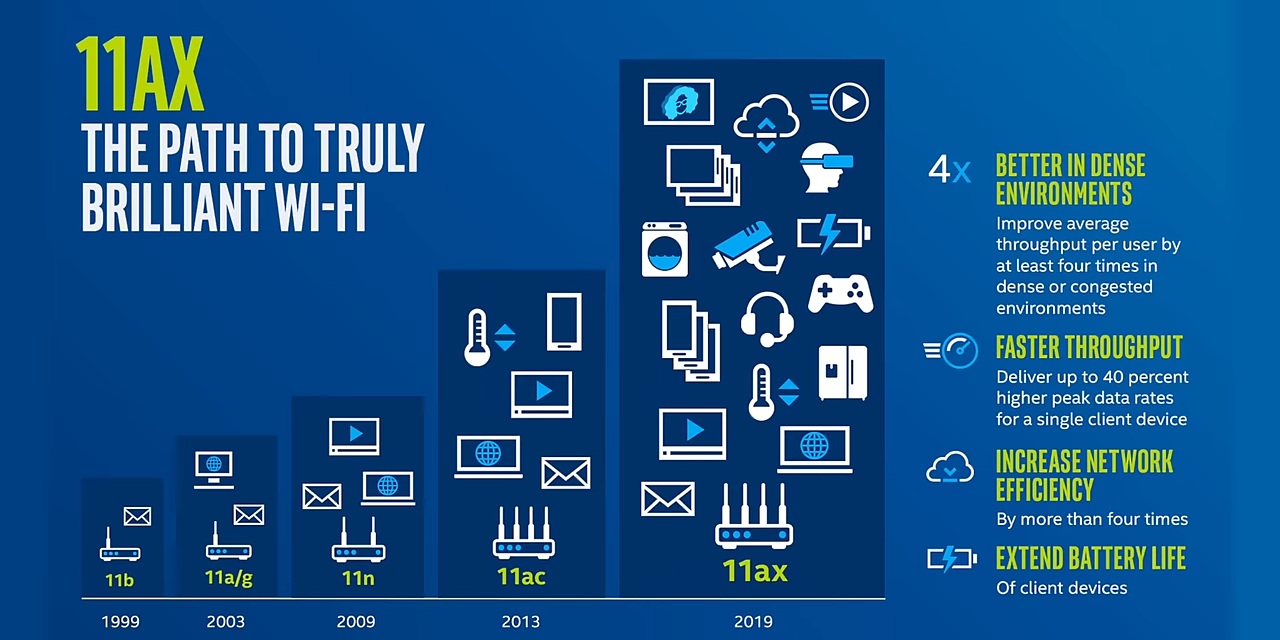 11AX
THE PATH TO TRULY
BRILLIANT WI-FI
11b
11a/g
11n
11ac
11ax
1999
2003
2009
2013
2019
4x
BETTER IN DENSE
ENVIRONMENTS
Improve average
throughput per user by
at least four times in
dense or congested
environments
FASTER THROUGHPUT
Deliver up to 40 percent
higher peak data rates
for a single client device
INCREASE NETWORK
EFFICIENCY
By more than four times
EXTEND BATTERY LIFE
Of client devices